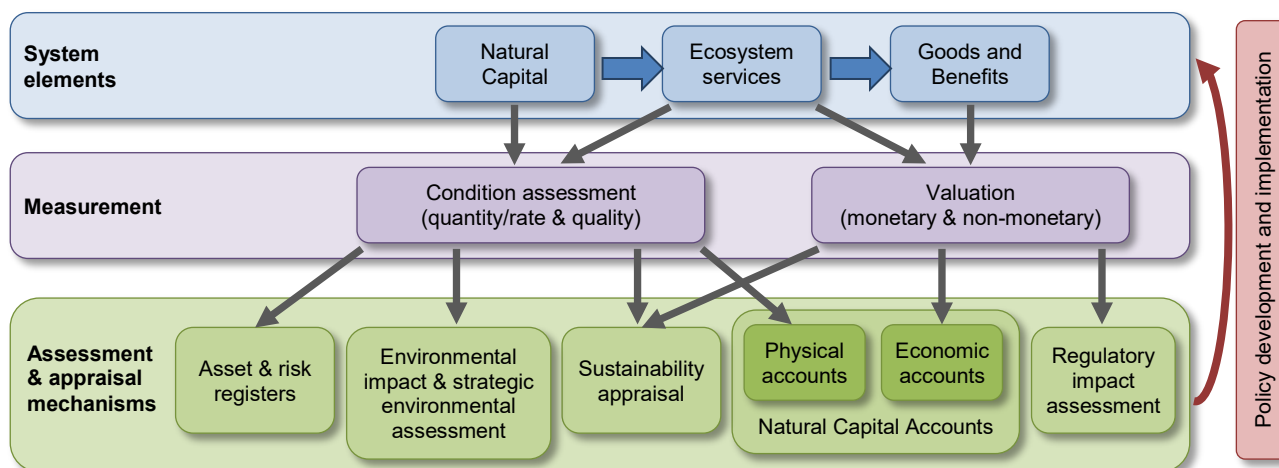 System
elements
Natural
Capital
Ecosystem
services
Goods and
Benefits
Measurement
Condition assessment
(quantity/rate & quality)
Valuation
(monetary & non-monetary)
Assessment
& appraisal
mechanisms
Asset & risk
registers
Environmental
impact & strategic
environmental
assessment
Sustainability
appraisal
Physical
accounts
Economic
accounts
Natural Capital Accounts
Regulatory
impact
assessment
Policy development and implementation